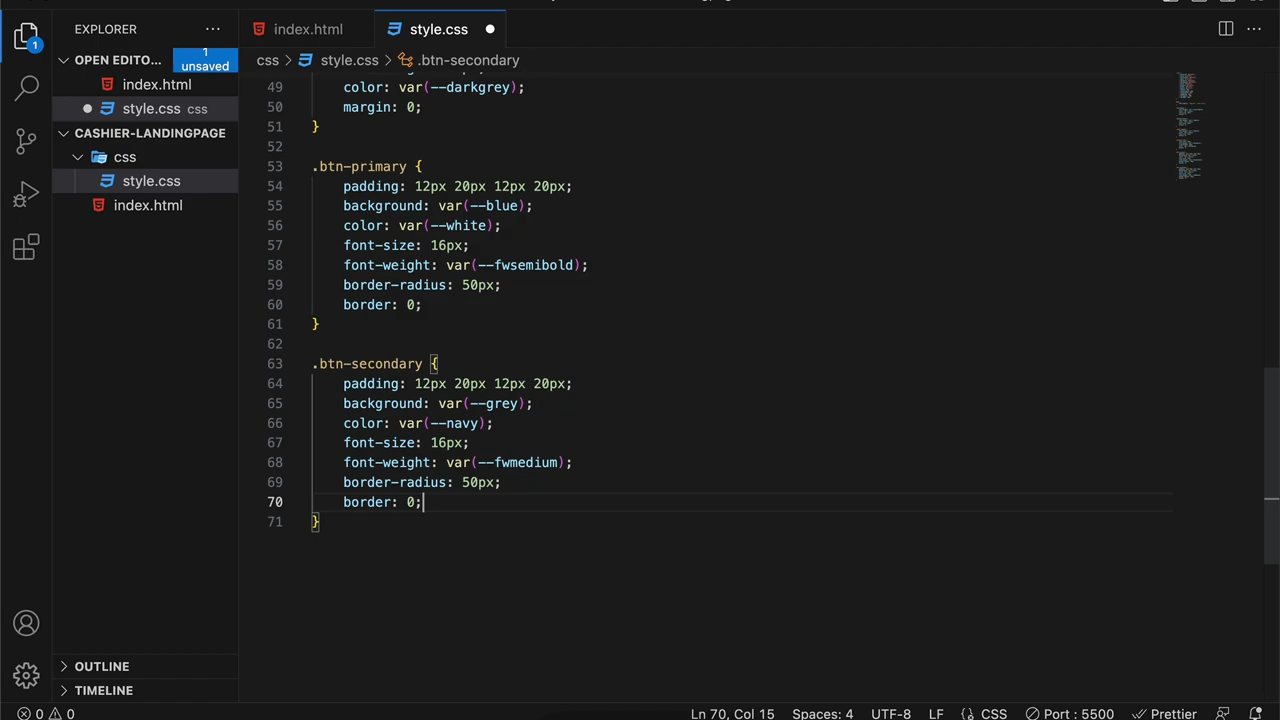 EXPLORER
index.html
style.css
OPEN EDITO...
1 unsaved
css
style.css
.btn-secondary
index.html
style.css css
CASHIER-LANDINGPAGE
css
style.css
index.html
1
49 color: var(--darkgrey);
50 margin: 0;
51 }
52
53 .btn-primary {
54 padding: 12px 20px 12px 20px;
55 background: var(--blue);
56 color: var(--white);
57 font-size: 16px;
58 font-weight: var(--fwsemibold);
59 border-radius: 50px;
60 border: 0;
61 }
62
63 .btn-secondary {
64 padding: 12px 20px 12px 20px;
65 background: var(--grey);
66 color: var(--navy);
67 font-size: 16px;
68 font-weight: var(--fwmedium);
69 border-radius: 50px;
70 border: 0;
71 }
OUTLINE
TIMELINE
0 0
Ln 70, Col 15 Spaces: 4 UTF-8 LF {} CSS Port : 5500 Prettier